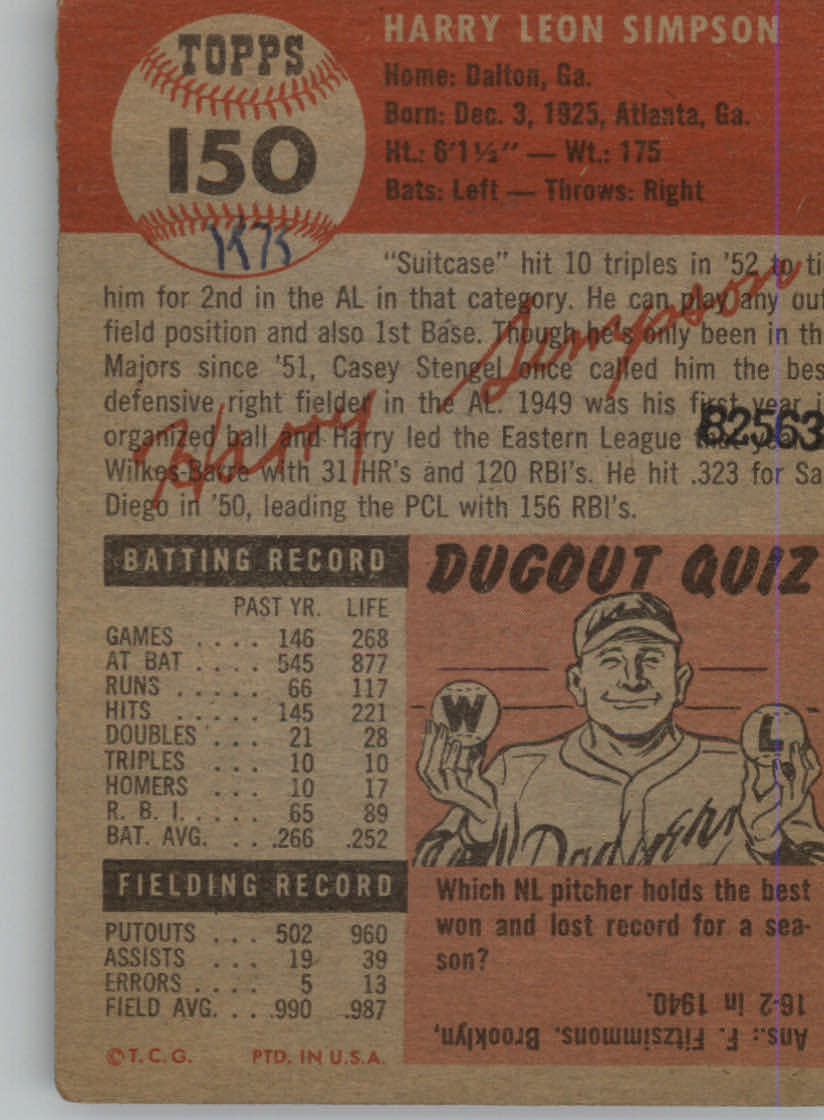 TOPPS
150
1573
HARRY LEON SIMPSON
Home: Dalton, Ga.
Born: Dec. 3, 1925, Atlanta, Ga.
Ht.: 6'1½" — Wt.: 175
Bats: Left — Throws: Right
"Suitcase" hit 10 triples in '52 to ti
him for 2nd in the AL in that category. He can play any out
field position and also 1st Base. Though he's only been in th
Majors since '51, Casey Stengel once called him the bes
defensive right fielder in the AL. 1949 was his first year i
organized ball and Harry led the Eastern League that year
Wilkes-Barre with 31 HR's and 120 RBI's. He hit .323 for Sa
Diego in '50, leading the PCL with 156 RBI's.
Harry Simpson
82563
BATTING RECORD
PAST YR. LIFE
GAMES .... 146 268
AT BAT .... 545 877
RUNS ..... 66 117
HITS ..... 145 221
DOUBLES ... 21 28
TRIPLES ... 10 10
HOMERS ... 10 17
R. B. I. .... 65 89
BAT. AVG. ...266 .252
FIELDING RECORD
PUTOUTS ... 502 960
ASSISTS ... 19 39
ERRORS .... 5 13
FIELD AVG. ...990 .987
©T.C.G. PTD. IN U.S.A.
DUGOUT QUIZ
W
L
Dodgers
Which NL pitcher holds the best
won and lost record for a sea-
son?
Ans.: F. Fitzsimmons. Brooklyn,
16-2 in 1940.